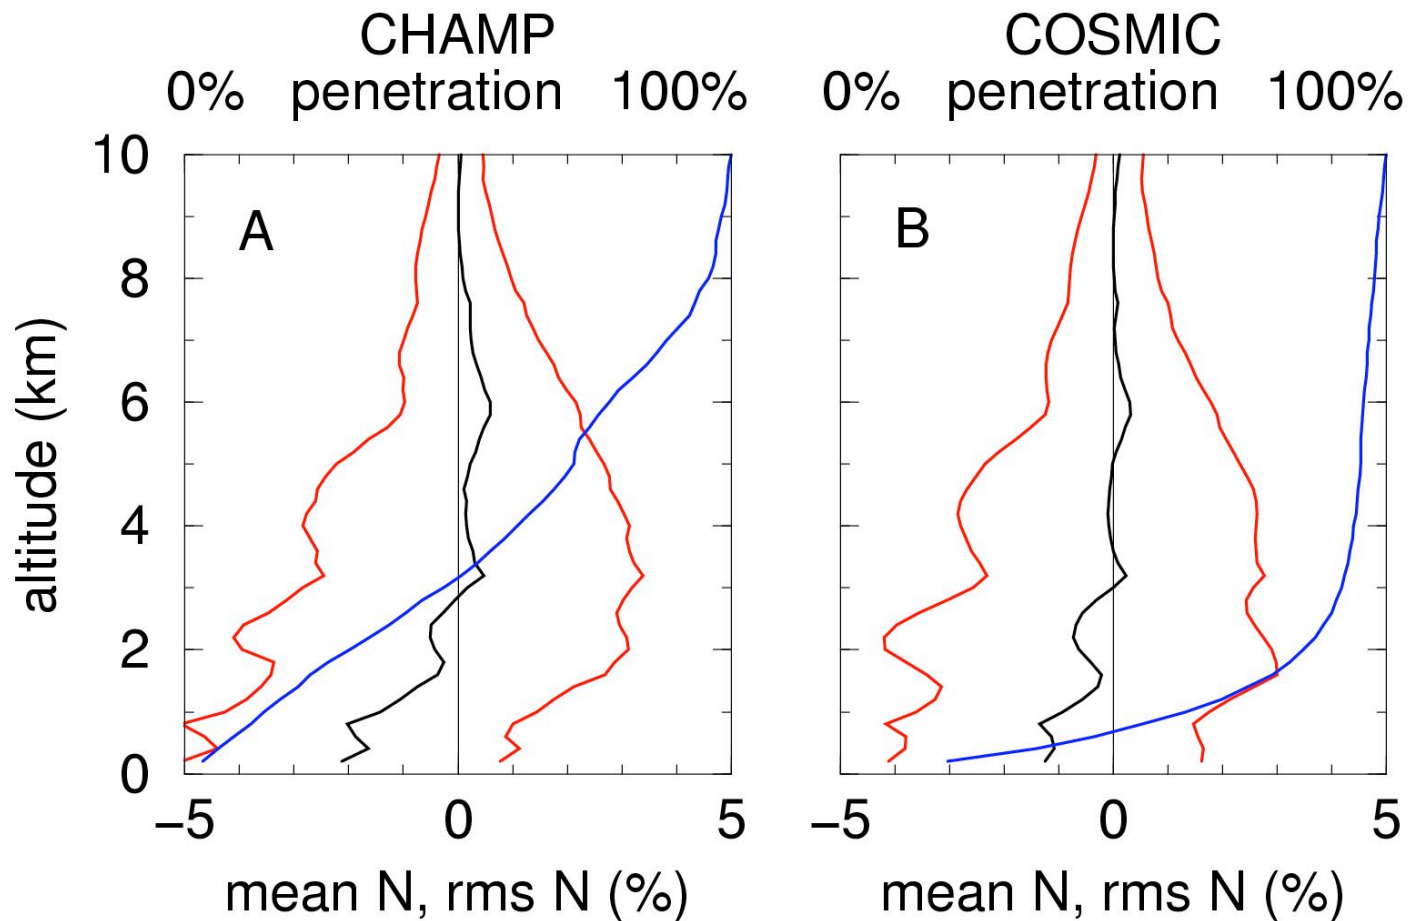 CHAMP
0% penetration 100%
COSMIC
0% penetration 100%
altitude (km)
10
8
6
4
2
0
A
B
−5 0 5
−5 0 5
mean N, rms N (%)
mean N, rms N (%)